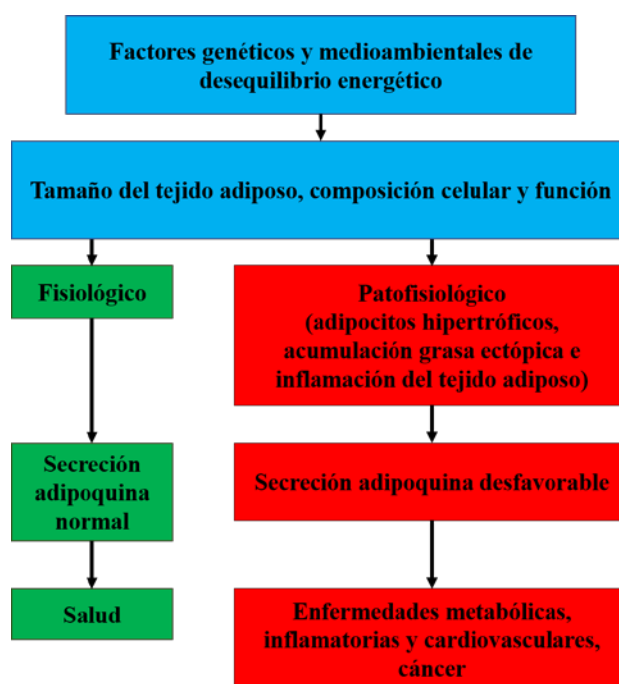 Factores genéticos y medioambientales de
desequilibrio energético
Tamaño del tejido adiposo, composición celular y función
Fisiológico
Patofisiológico
(adipocitos hipertróficos,
acumulación grasa ectópica e
inflamación del tejido adiposo)
Secreción
adipoquina
normal
Secreción adipoquina desfavorable
Salud
Enfermedades metabólicas,
inflamatorias y cardiovasculares,
cáncer